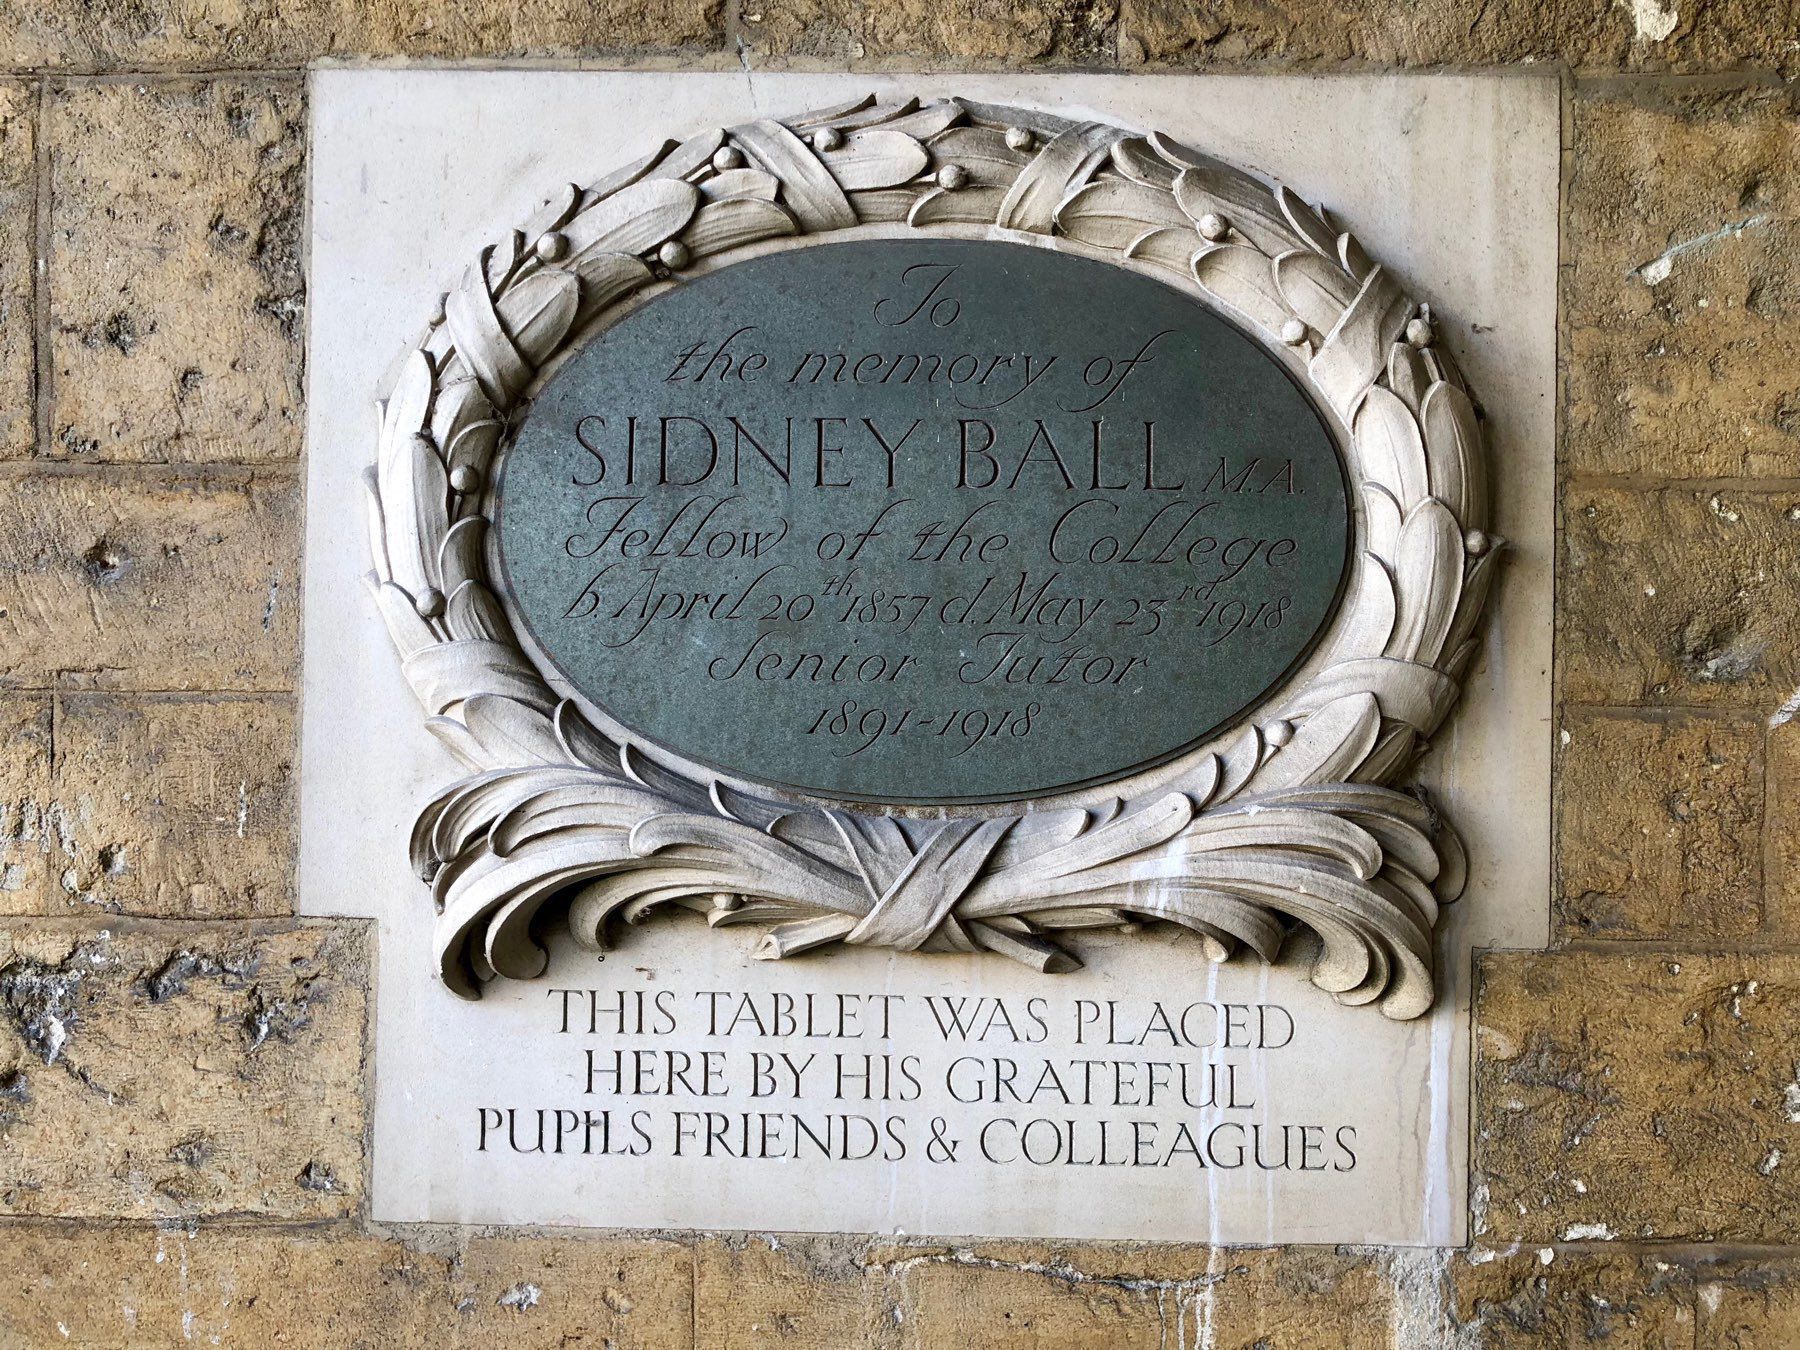 To
the memory of
SIDNEY BALL M.A.
Fellow of the College
b. April 20th 1857 d. May 23rd 1918
Senior Tutor
1891-1918
THIS TABLET WAS PLACED
HERE BY HIS GRATEFUL
PUPILS FRIENDS & COLLEAGUES